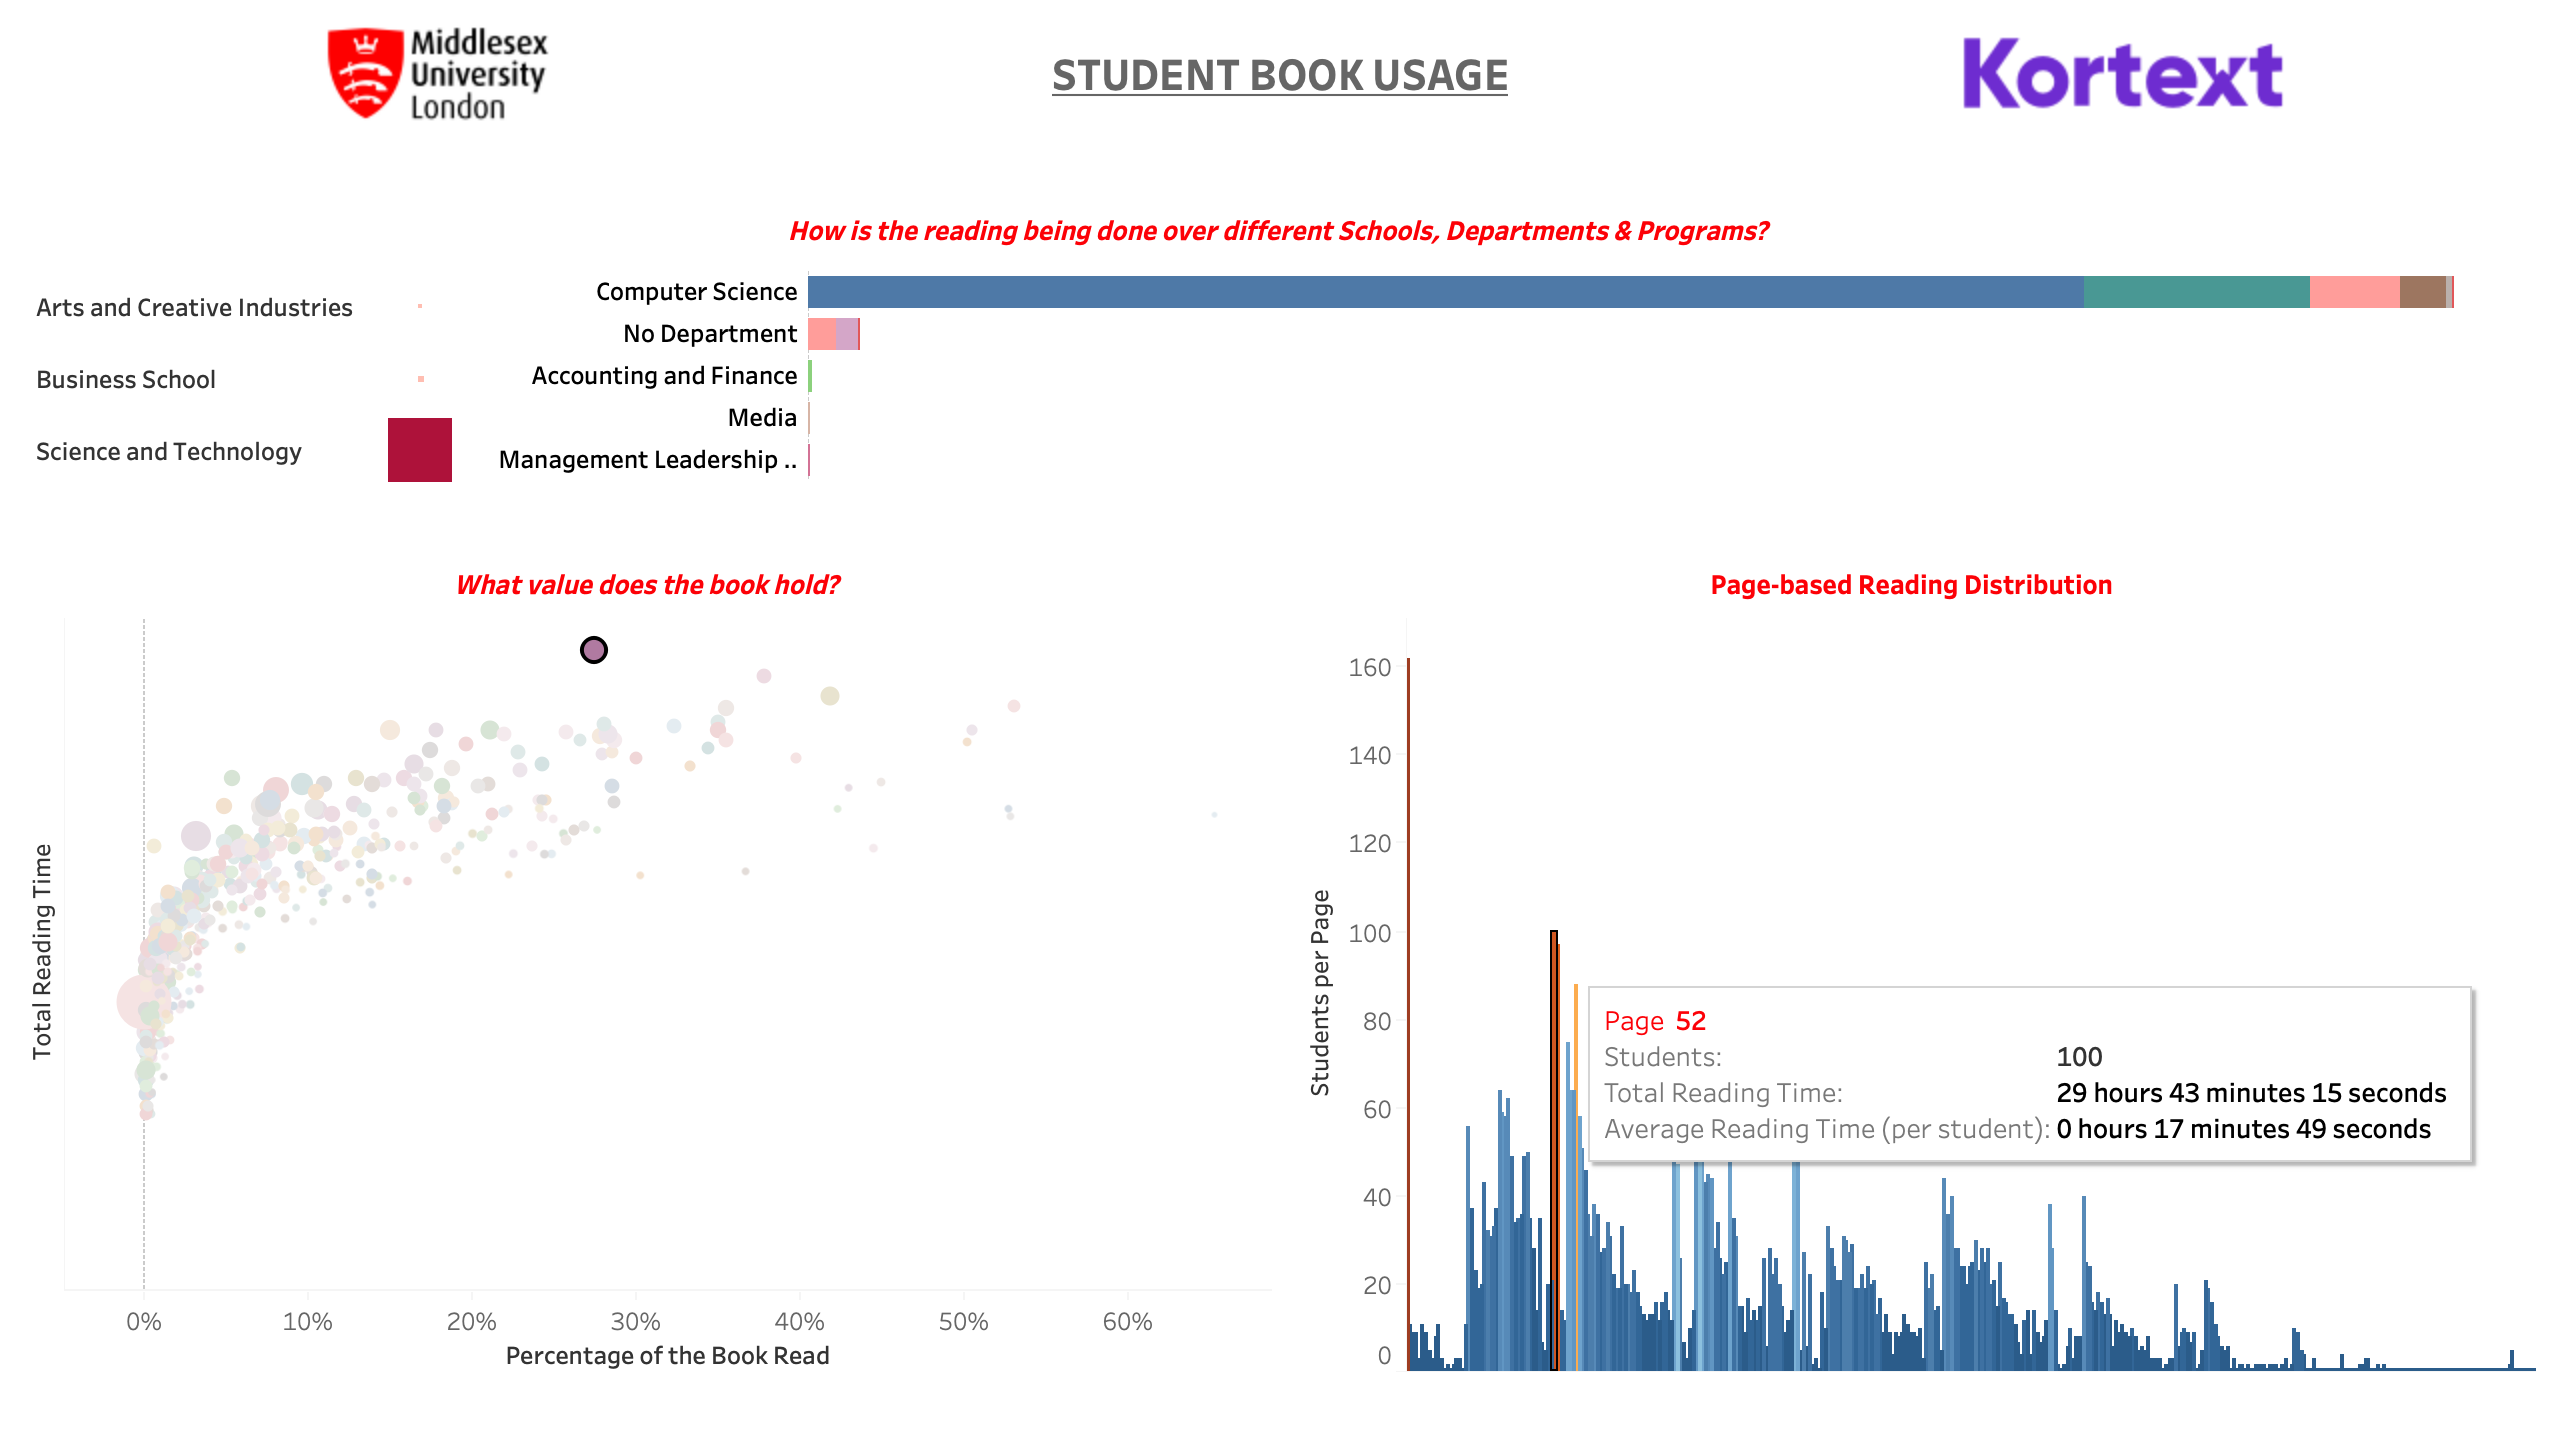 Middlesex
University
London
STUDENT BOOK USAGE
Kortext
How is the reading being done over different Schools, Departments & Programs?
Arts and Creative Industries
Business School
Science and Technology
Computer Science
No Department
Accounting and Finance
Media
Management Leadership ..
What value does the book hold?
Total Reading Time
0% 10% 20% 30% 40% 50% 60%
Percentage of the Book Read
Page-based Reading Distribution
Students per Page
160
140
120
100
80
60
40
20
0
Page 52
Students: 100
Total Reading Time: 29 hours 43 minutes 15 seconds
Average Reading Time (per student): 0 hours 17 minutes 49 seconds